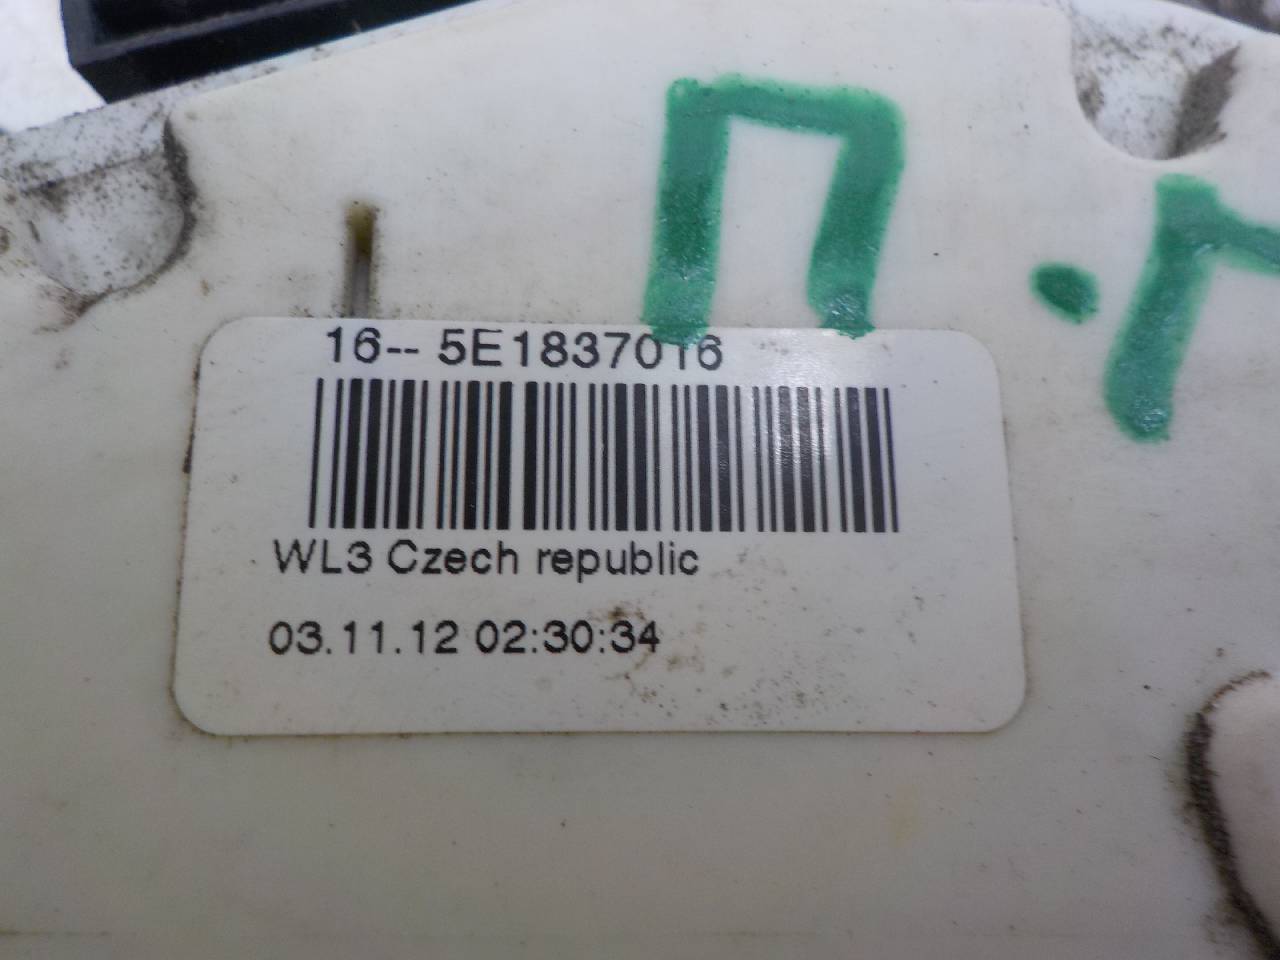 П.
16-- 5E1837016
WL3 Czech republic
03.11.12 02:30:34